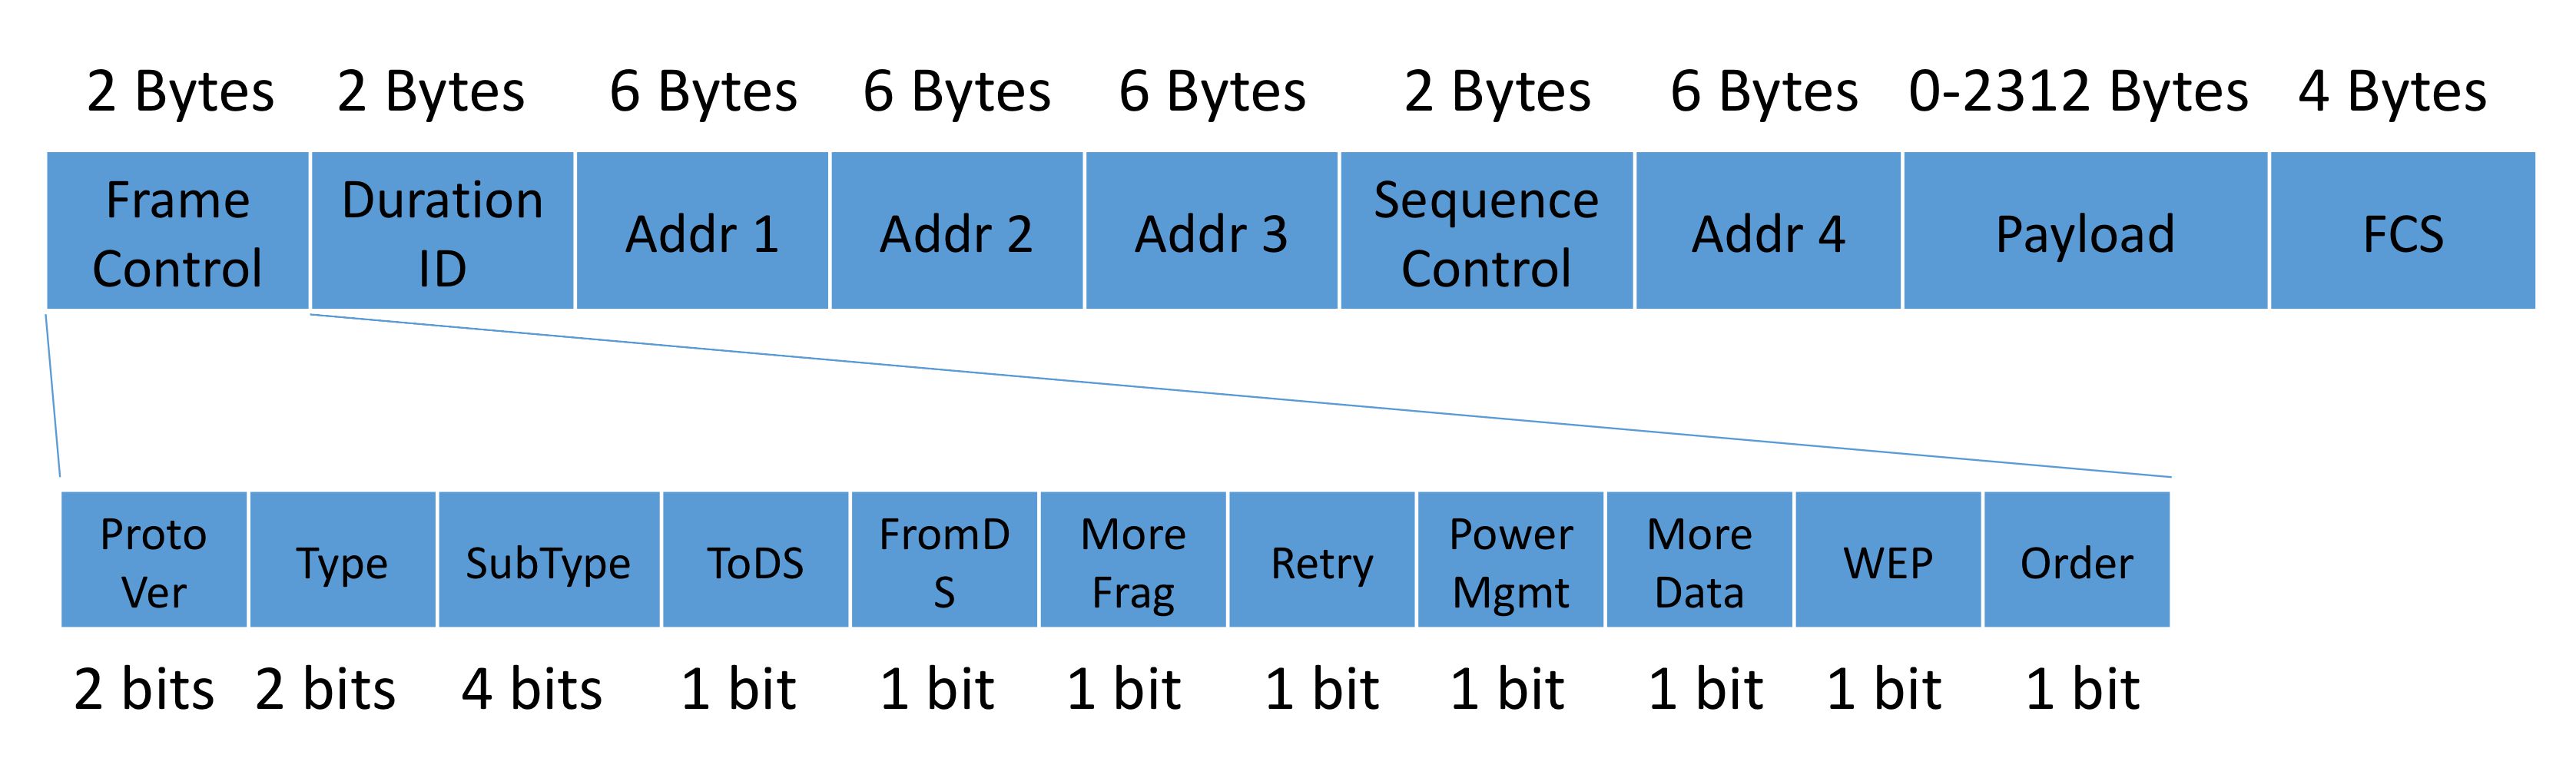 2 Bytes 2 Bytes 6 Bytes 6 Bytes 6 Bytes 2 Bytes 6 Bytes 0-2312 Bytes 4 Bytes
Frame
Control
Duration
ID
Addr 1
Addr 2
Addr 3
Sequence
Control
Addr 4
Payload
FCS
Proto
Ver
Type
SubType
ToDS
FromD
S
More
Frag
Retry
Power
Mgmt
More
Data
WEP
Order
2 bits 2 bits 4 bits 1 bit 1 bit 1 bit 1 bit 1 bit 1 bit 1 bit 1 bit